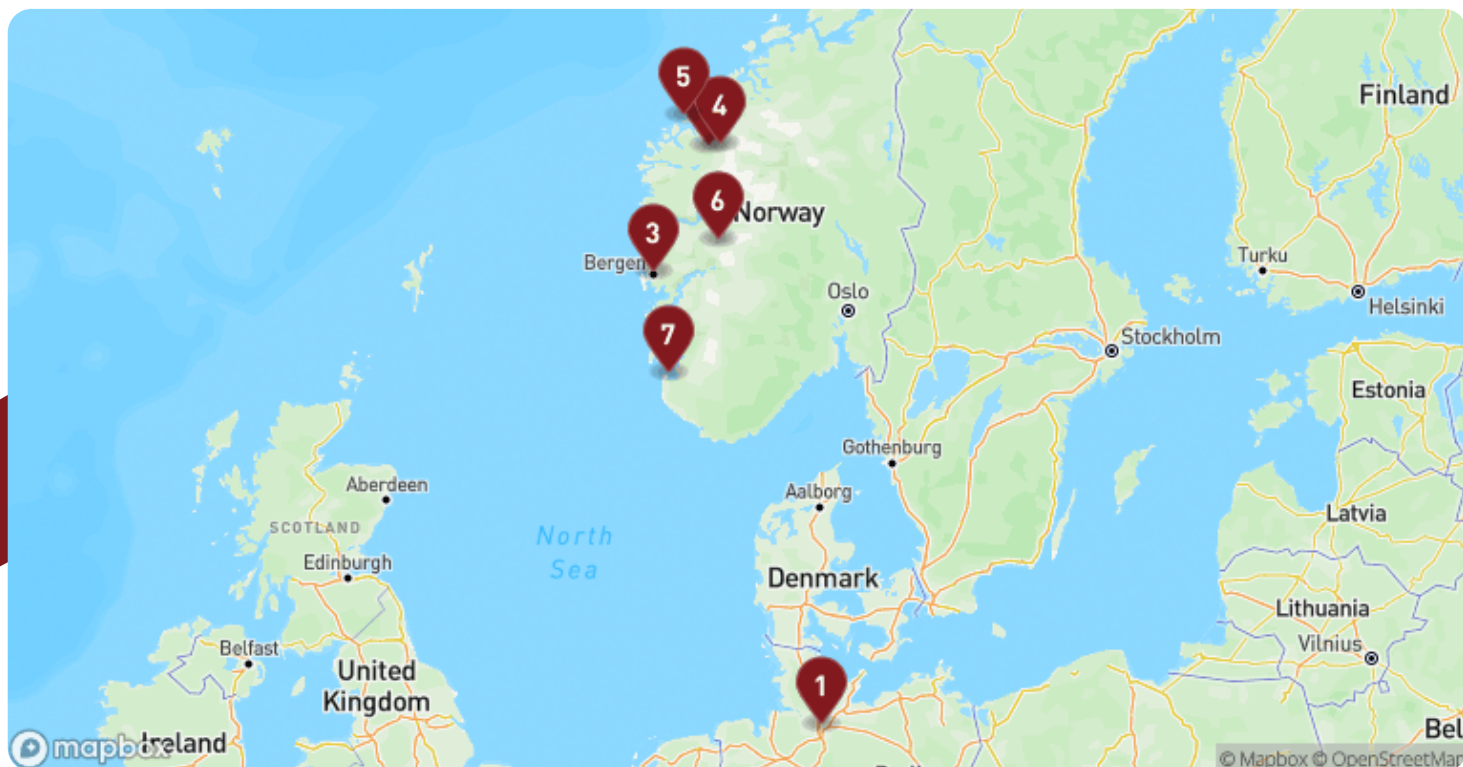 5
4
Finland
6
Norway
3
Bergen
Turku
Oslo
Helsinki
7
Stockholm
Estonia
Gothenburg
Aberdeen
Aalborg
Latvia
SCOTLAND
North
Sea
Edinburgh
Denmark
Lithuania
Belfast
Vilnius
United
Kingdom
1
Ireland
Bel
mapbox
© Mapbox © OpenStreetMap